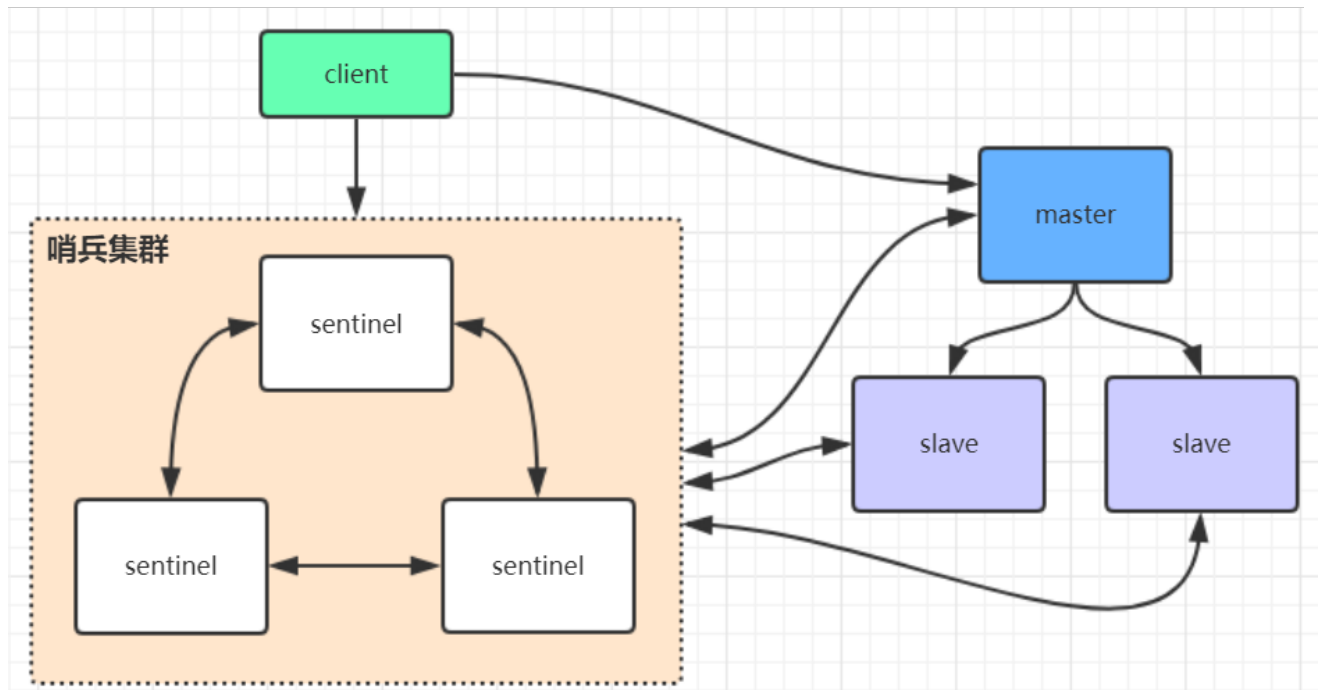 client
master
哨兵集群
sentinel
slave
slave
sentinel
sentinel